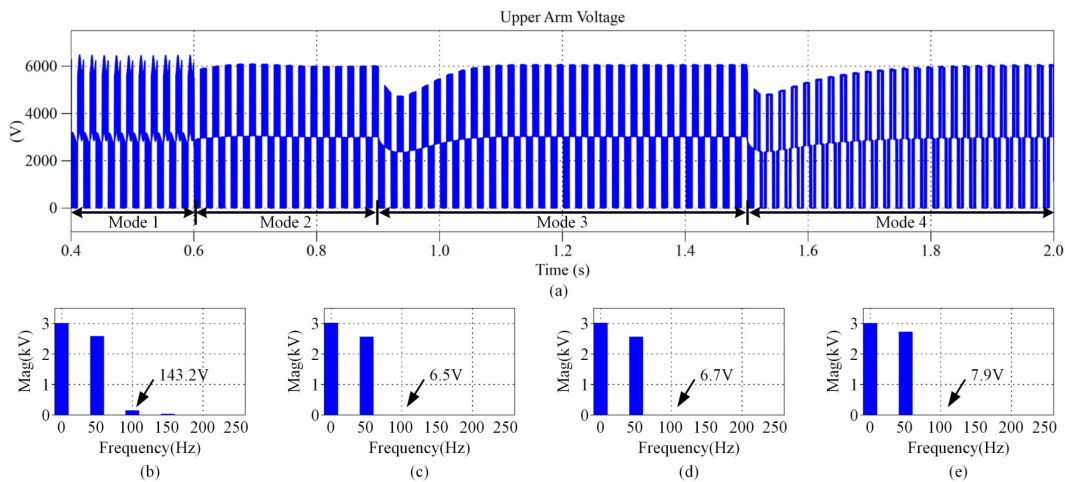 Upper Arm Voltage
(V)
6000
4000
2000
0
Mode 1
Mode 2
Mode 3
Mode 4
0.4 0.6 0.8 1.0 1.2 1.4 1.6 1.8 2.0
Time (s)
(a)
Mag(kV)
3
2
1
0
143.2V
0 50 100 150 200 250
Frequency(Hz)
(b)
Mag(kV)
3
2
1
0
6.5V
0 50 100 150 200 250
Frequency(Hz)
(c)
Mag(kV)
3
2
1
0
6.7V
0 50 100 150 200 250
Frequency(Hz)
(d)
Mag(kV)
3
2
1
0
7.9V
0 50 100 150 200 250
Frequency(Hz)
(e)